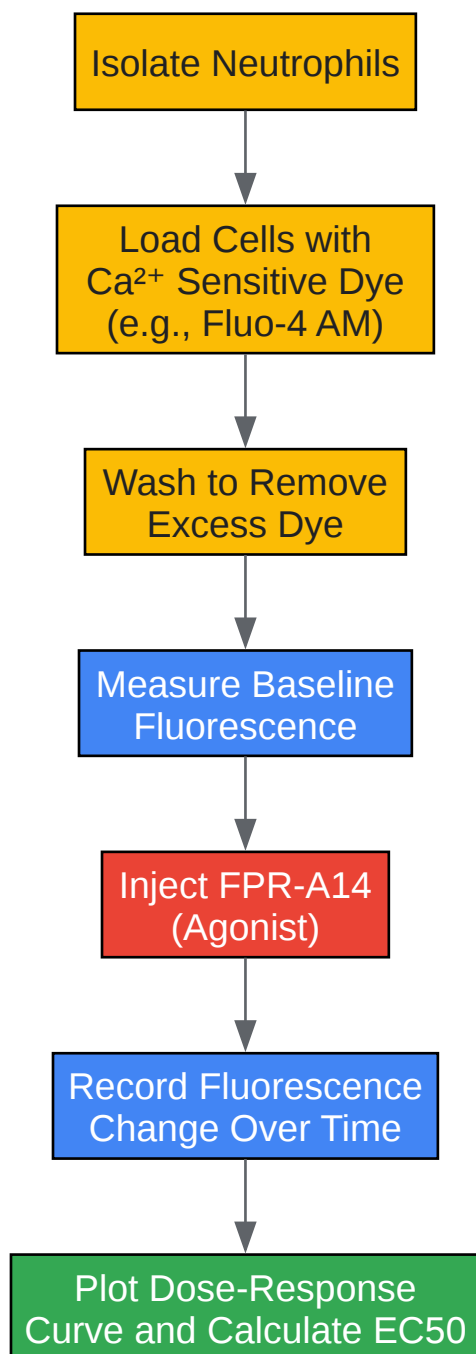 Isolate Neutrophils
Load Cells with
Ca²⁺ Sensitive Dye
(e.g., Fluo-4 AM)
Wash to Remove
Excess Dye
Measure Baseline
Fluorescence
Inject FPR-A14
(Agonist)
Record Fluorescence
Change Over Time
Plot Dose-Response
Curve and Calculate EC50